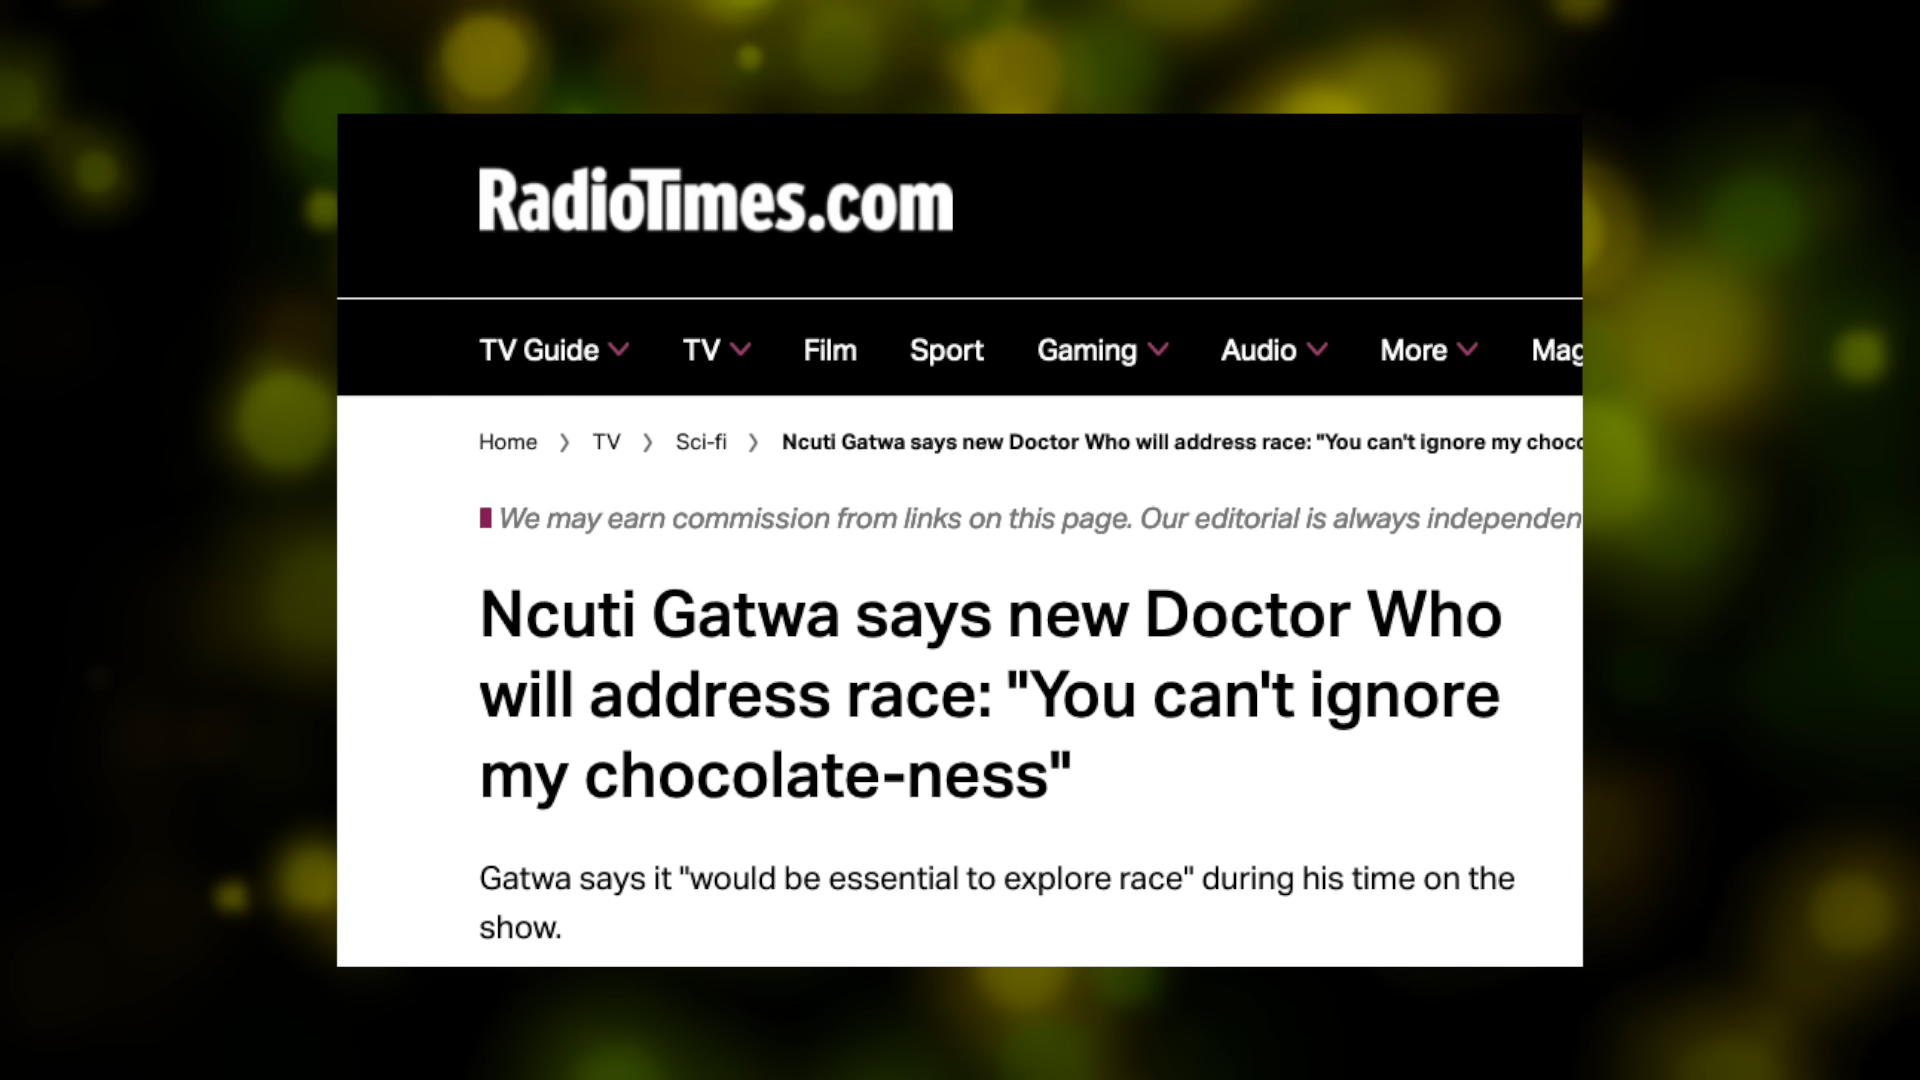 RadioTimes.com
TV Guide TV Film Sport Gaming Audio More Mag
Home > TV > Sci-fi > Ncuti Gatwa says new Doctor Who will address race: "You can't ignore my choco
We may earn commission from links on this page. Our editorial is always independen
Ncuti Gatwa says new Doctor Who
will address race: "You can't ignore
my chocolate-ness"
Gatwa says it "would be essential to explore race" during his time on the
show.